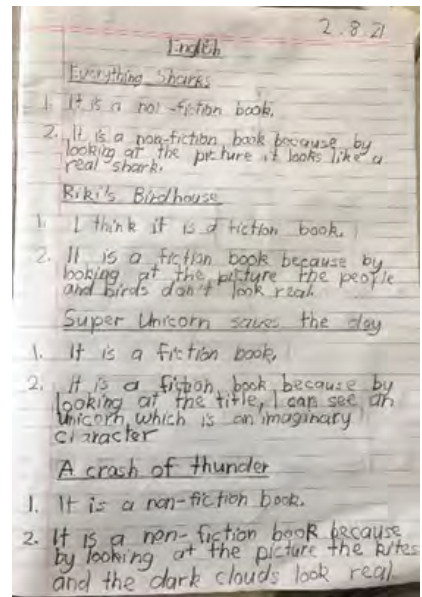 2.8.21
English
Everything Sharks
1. It is a non-fiction book.
2. It is a non-fiction book because by
looking at the picture it looks like a
real shark.
Riki's Birdhouse
1. I think it is a fiction book.
2. It is a fiction book because by
looking at the picture the people
and birds don't look real.
Super Unicorn saves the day
1. It is a fiction book.
2. It is a fiction book because by
looking at the title, I can see an
unicorn which is an imaginary
character
A crash of thunder
1. It is a non-fiction book.
2. It is a non-fiction book because
by looking at the picture the kites
and the dark clouds look real.